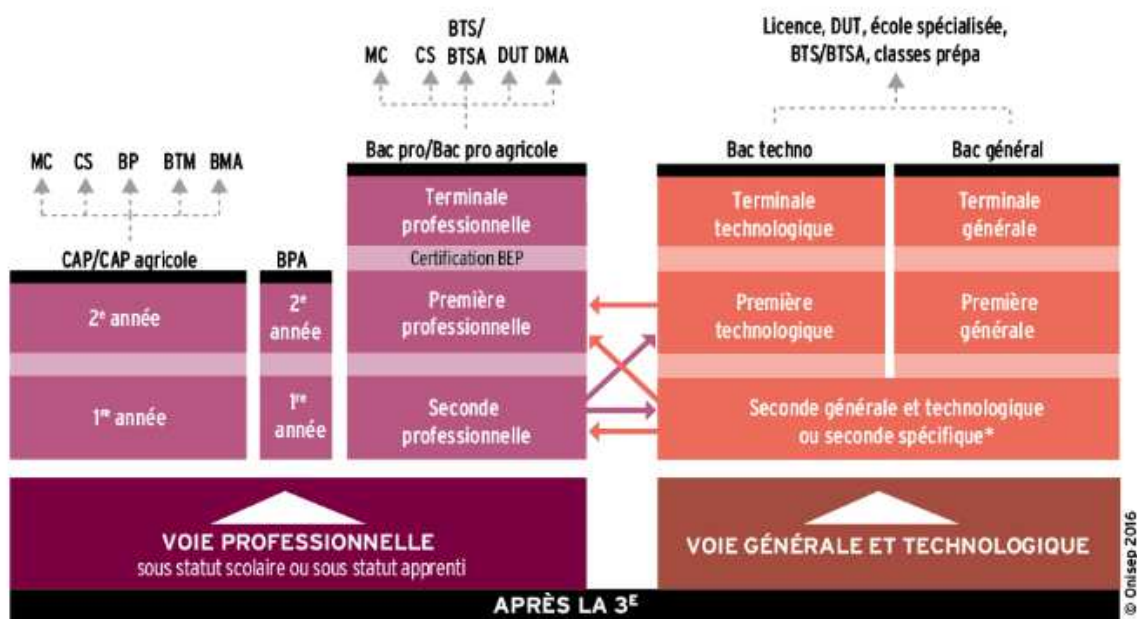 BTS/
MC CS BTSA DUT DMA
Licence, DUT, école spécialisée,
BTS/BTSA, classes prépa
MC CS BP BTM BMA
Bac pro/Bac pro agricole
Bac techno
Bac général
Terminale
professionnelle
Terminale
technologique
Terminale
générale
Certification BEP
CAP/CAP agricole
BPA
2e année
2e
année
Première
professionnelle
Première
technologique
Première
générale
1re année
1re
année
Seconde
professionnelle
Seconde générale et technologique
ou seconde spécifique*
VOIE PROFESSIONNELLE
sous statut scolaire ou sous statut apprenti
VOIE GÉNÉRALE ET TECHNOLOGIQUE
APRÈS LA 3E
© Onisep 2016